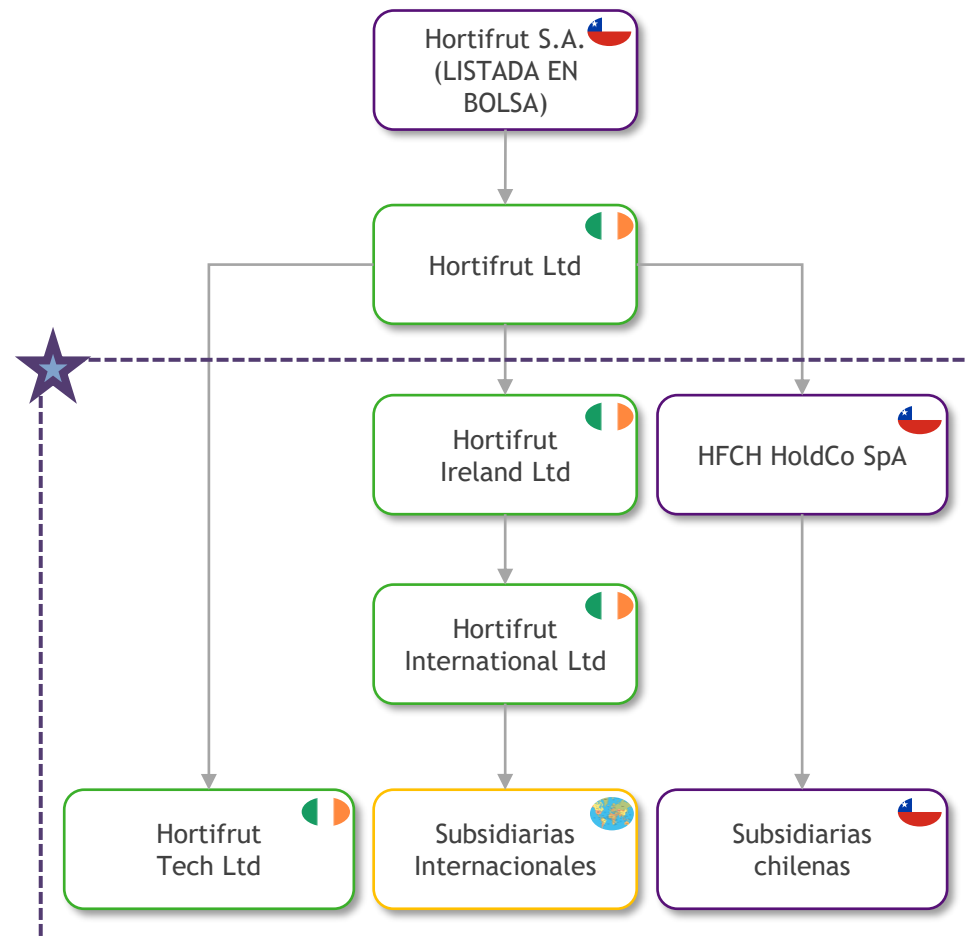 Hortifrut S.A.
(LISTADA EN
BOLSA)
Hortifrut Ltd
Hortifrut
Ireland Ltd
HFCH HoldCo SpA
Hortifrut
International Ltd
Hortifrut
Tech Ltd
Subsidiarias
Internacionales
Subsidiarias
chilenas